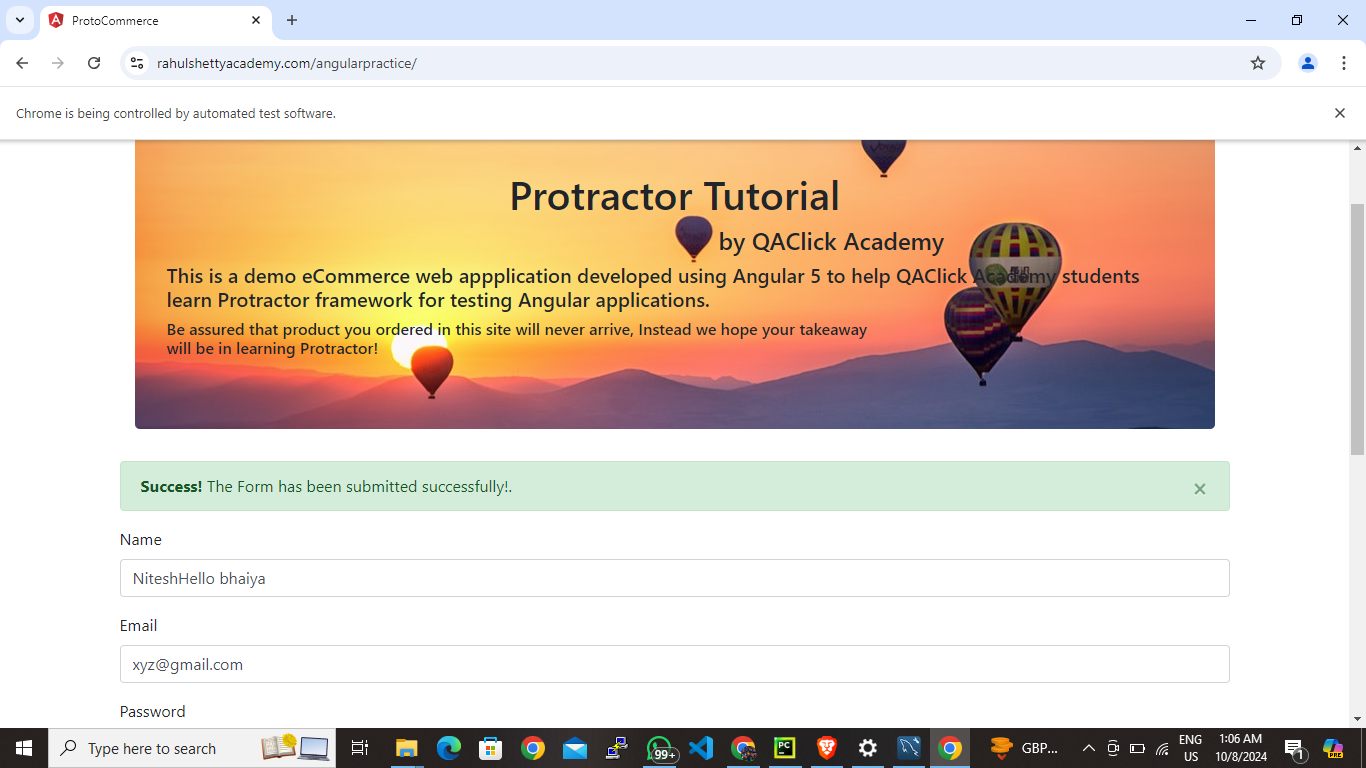 ProtoCommerce
rahulshettyacademy.com/angularpractice/
Chrome is being controlled by automated test software.
Protractor Tutorial
by QAClick Academy
This is a demo eCommerce web appplication developed using Angular 5 to help QAClick Academy students
learn Protractor framework for testing Angular applications.
Be assured that product you ordered in this site will never arrive, Instead we hope your takeaway
will be in learning Protractor!
Success! The Form has been submitted successfully!.
×
Name
NiteshHello bhaiya
Email
xyz@gmail.com
Password
Type here to search
99+
PC
GBP...
ENG
US
1:06 AM
10/8/2024
1
PRE